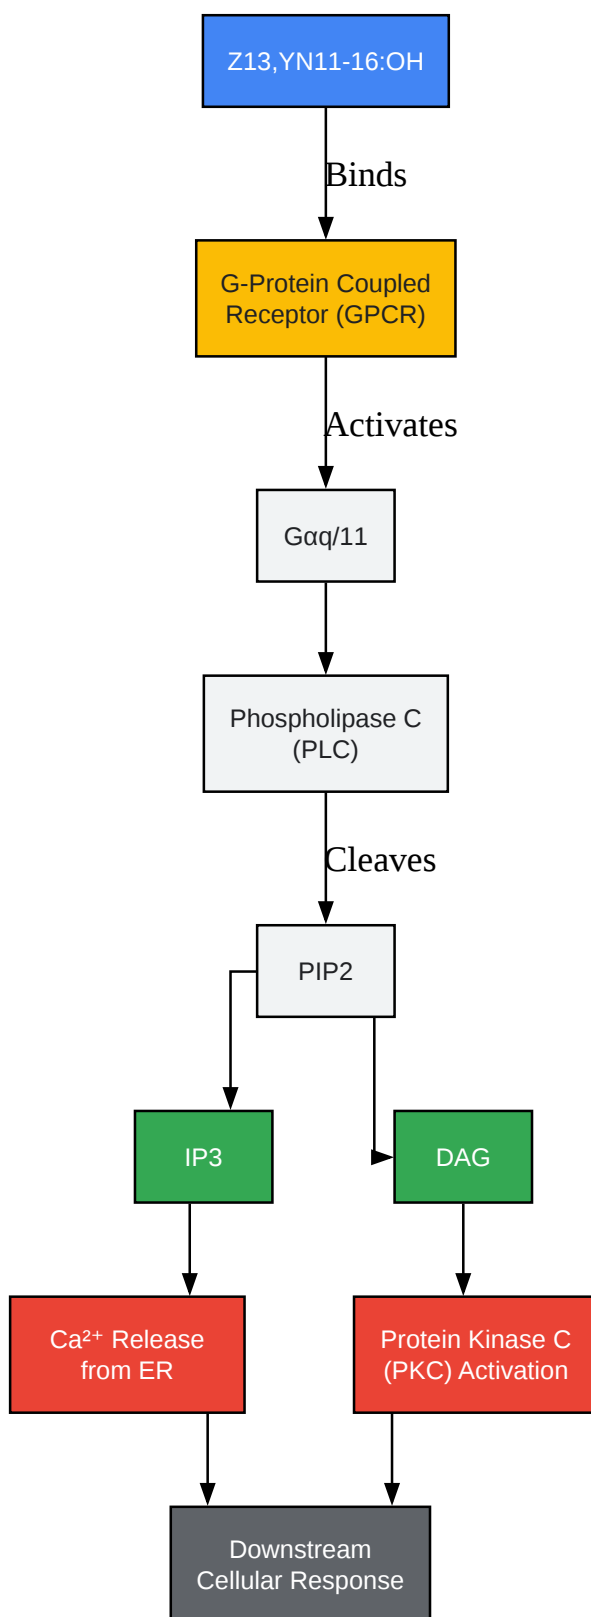 Z13,YN11-16:OH
Binds
G-Protein Coupled
Receptor (GPCR)
Activates
Gαq/11
Phospholipase C
(PLC)
Cleaves
PIP2
IP3
DAG
Ca²⁺ Release
from ER
Protein Kinase C
(PKC) Activation
Downstream
Cellular Response